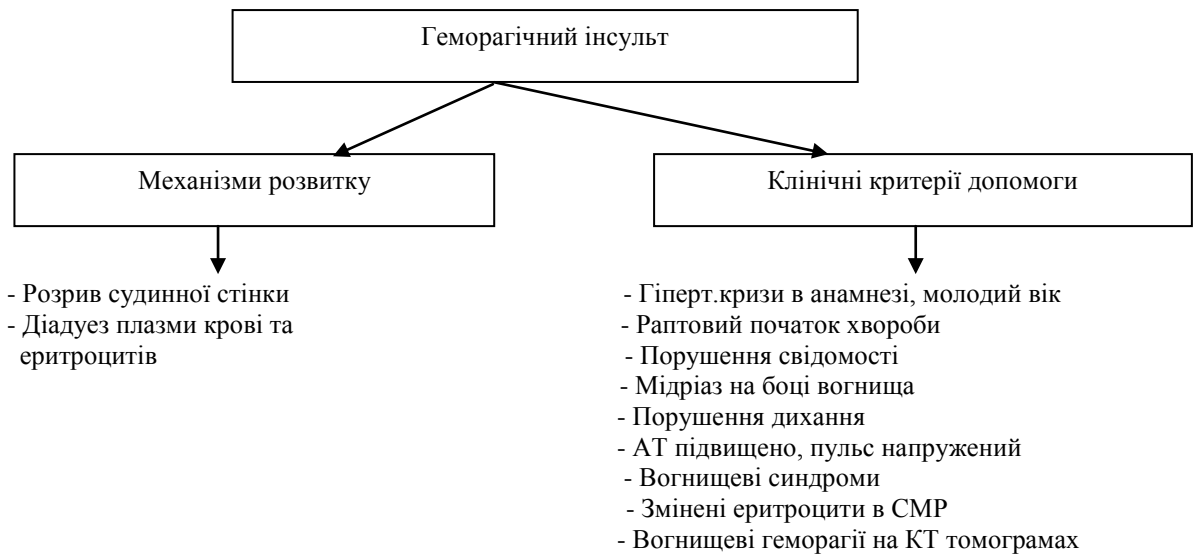 Геморагічний інсульт
Механізми розвитку
Клінічні критерії допомоги
- Розрив судинної стінки
- Діадуез плазми крові та
еритроцитів
- Гіперт.кризи в анамнезі, молодий вік
- Раптовий початок хвороби
- Порушення свідомості
- Мідріаз на боці вогнища
- Порушення дихання
- АТ підвищено, пульс напружений
- Вогнищеві синдроми
- Змінені еритроцити в СМР
- Вогнищеві геморагії на КТ томограмах